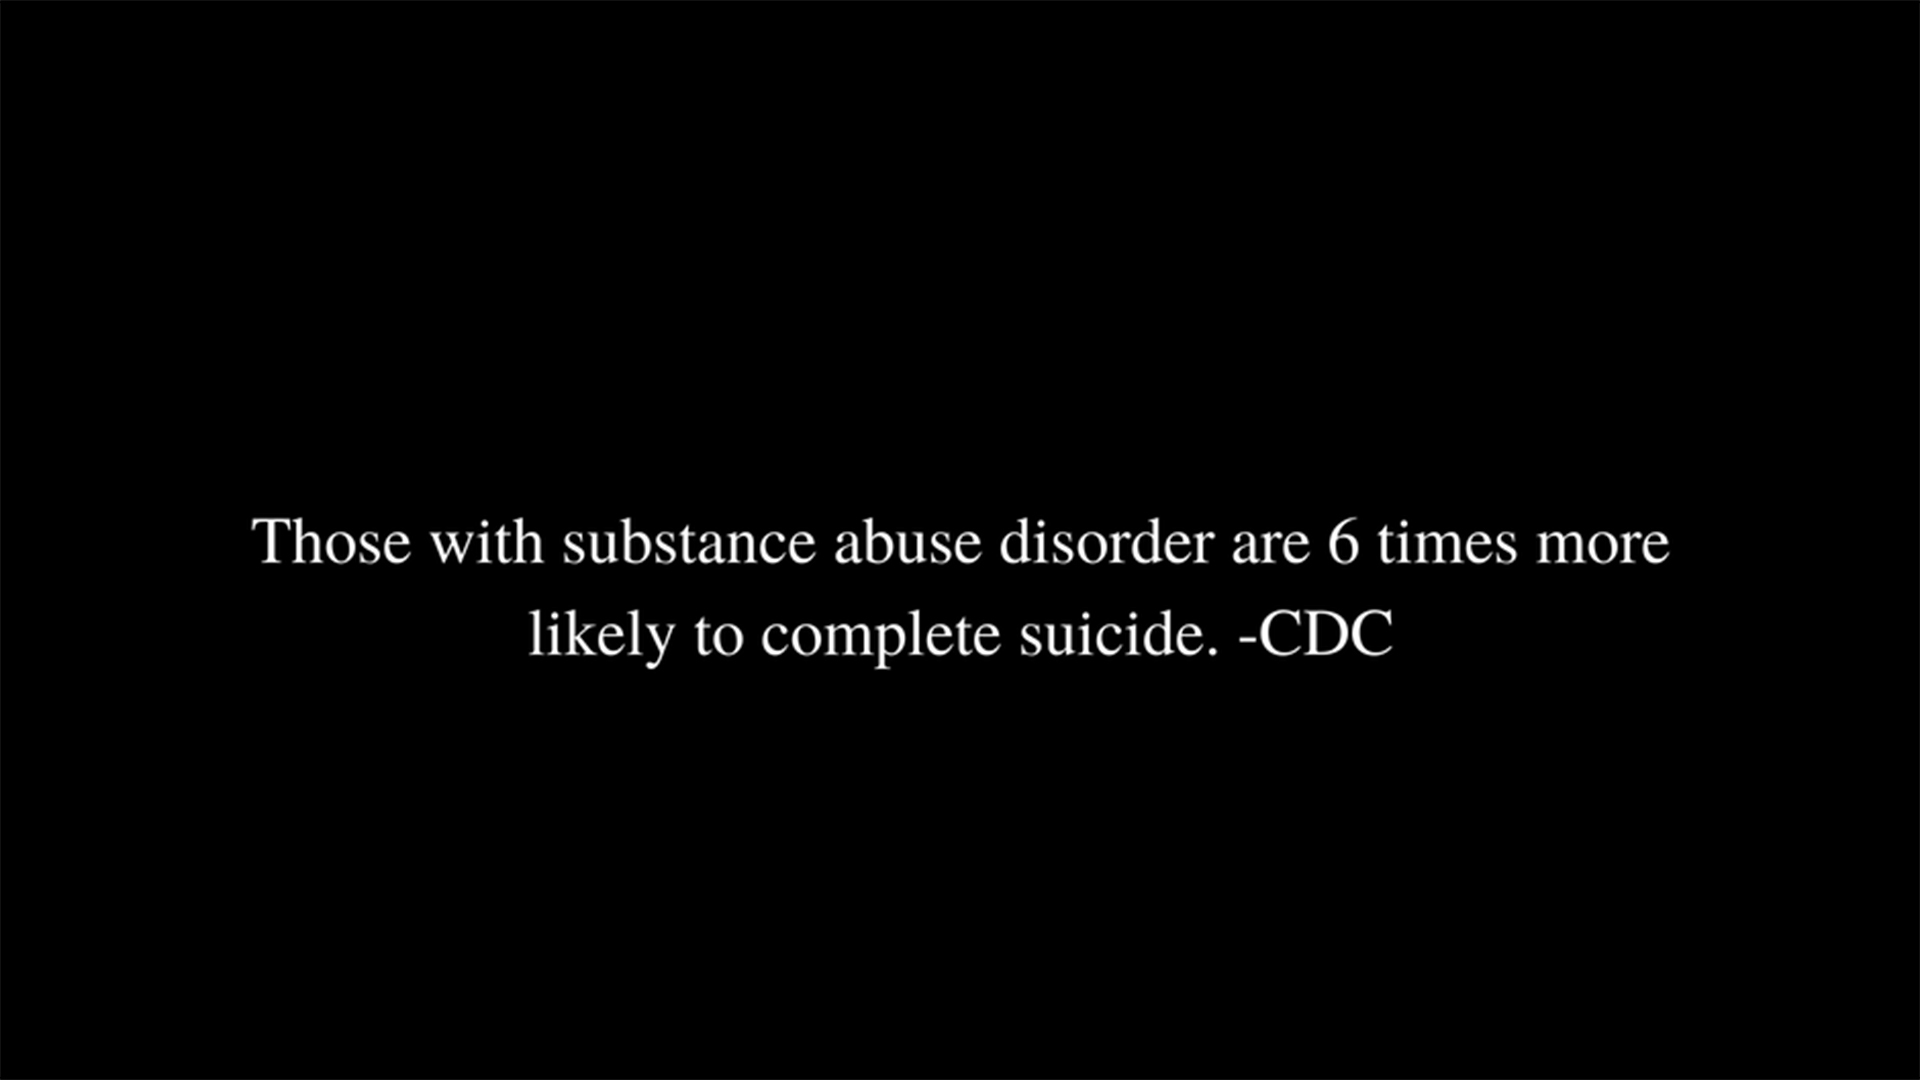 Those with substance abuse disorder are 6 times more
likely to complete suicide. -CDC